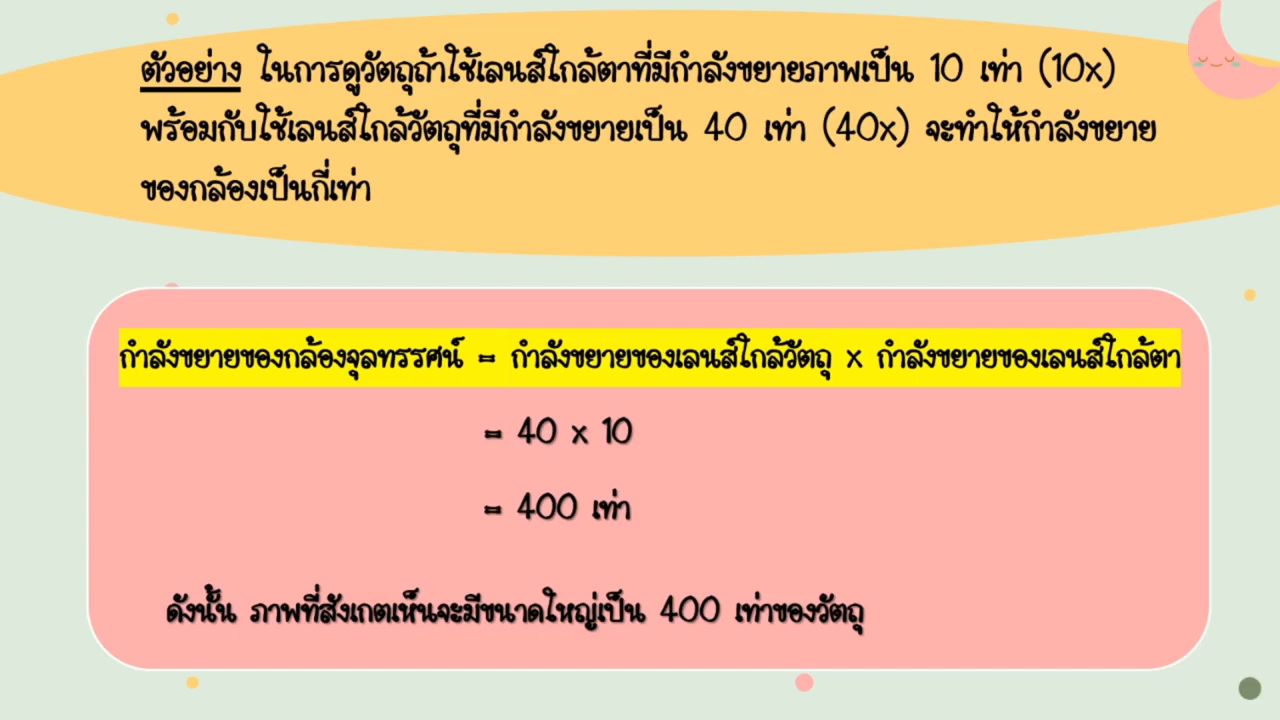 ตัวอย่าง ในการดูวัตถุถ้าใช้เลนส์ใกล้ตาที่มีกำลังขยายภาพเป็น 10 เท่า (10x)
พร้อมกับใช้เลนส์ใกล้วัตถุที่มีกำลังขยายเป็น 40 เท่า (40x) จะทำให้กำลังขยาย
ของกล้องเป็นกี่เท่า
กำลังขยายของกล้องจุลทรรศน์ = กำลังขยายของเลนส์ใกล้วัตถุ x กำลังขยายของเลนส์ใกล้ตา
= 40 x 10
= 400 เท่า
ดังนั้น ภาพที่สังเกตเห็นจะมีขนาดใหญ่เป็น 400 เท่าของวัตถุ